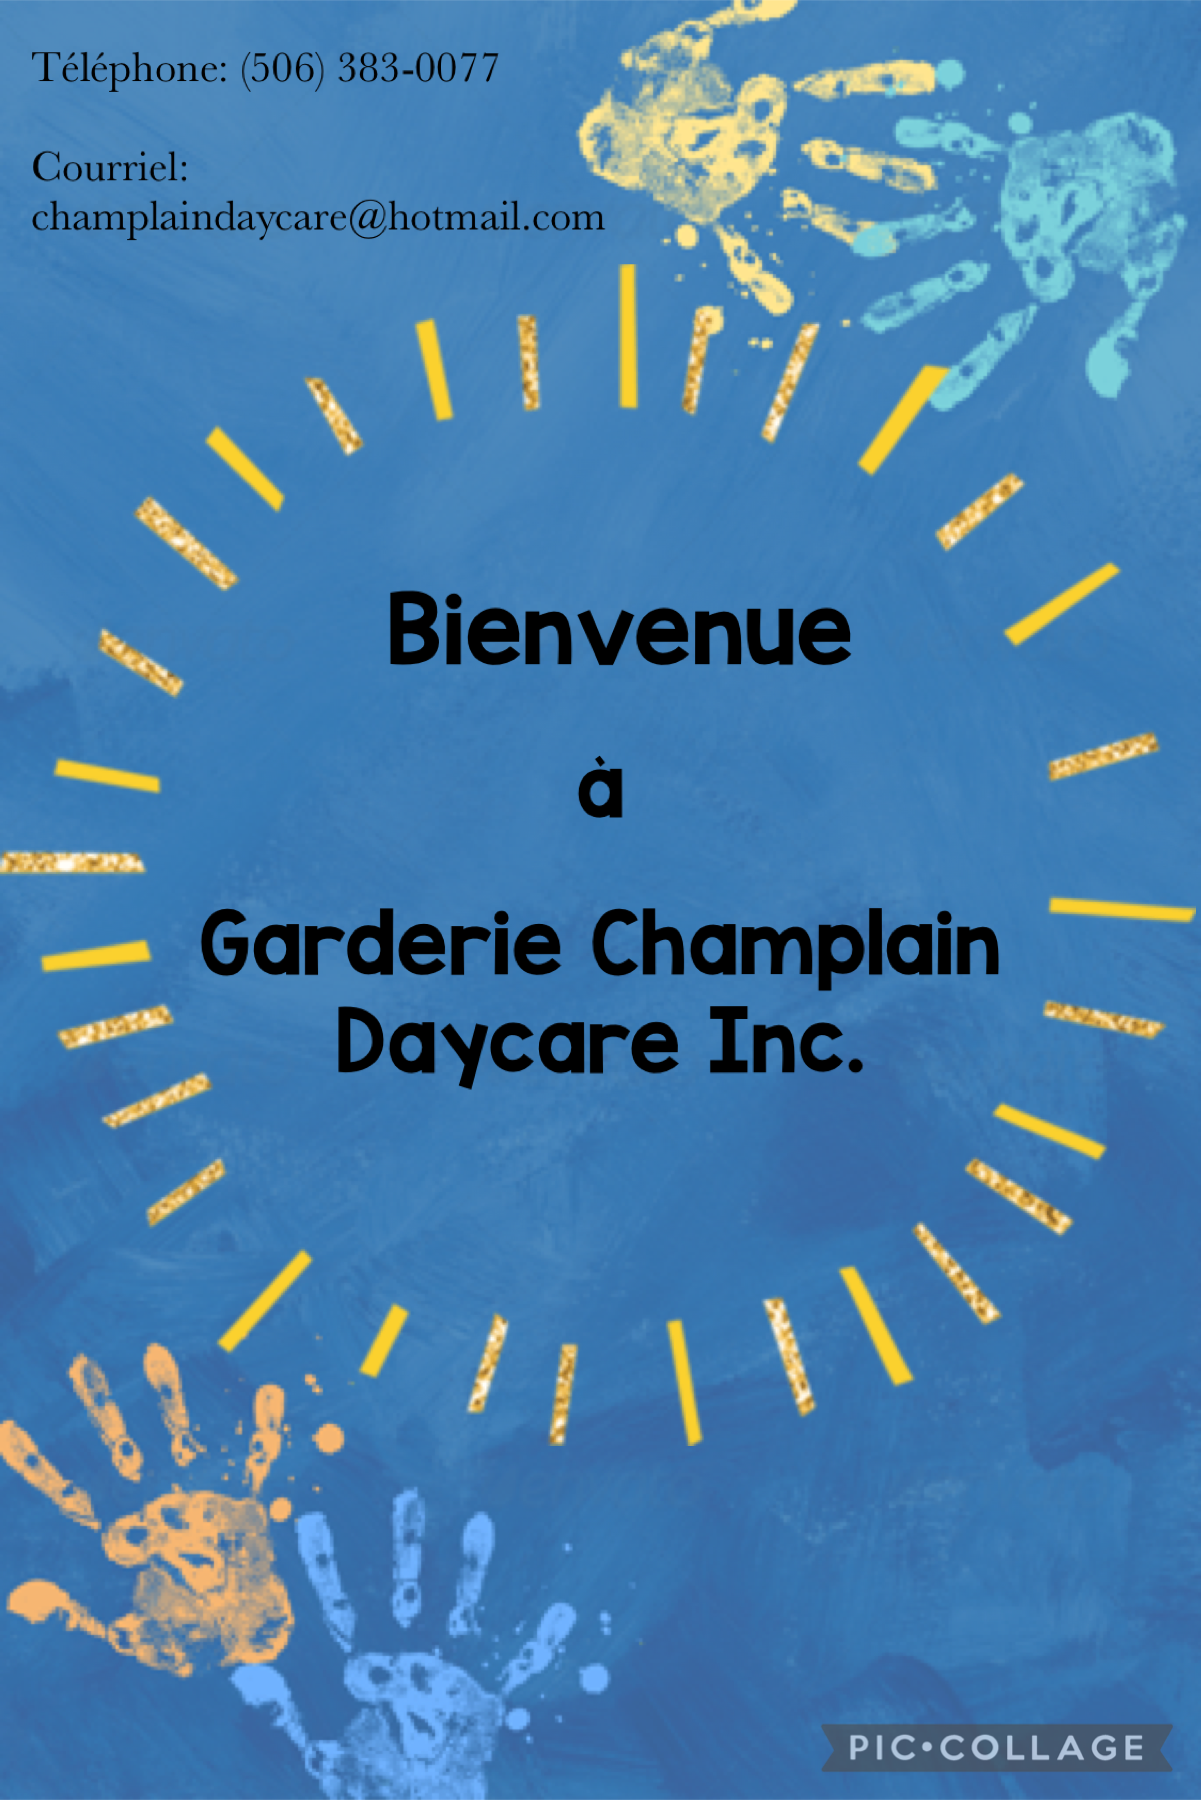 Téléphone: (506) 383-0077
Courriel:
champlaindaycare@hotmail.com
Bienvenue
à
Garderie Champlain
Daycare Inc.
PIC•COLLAGE